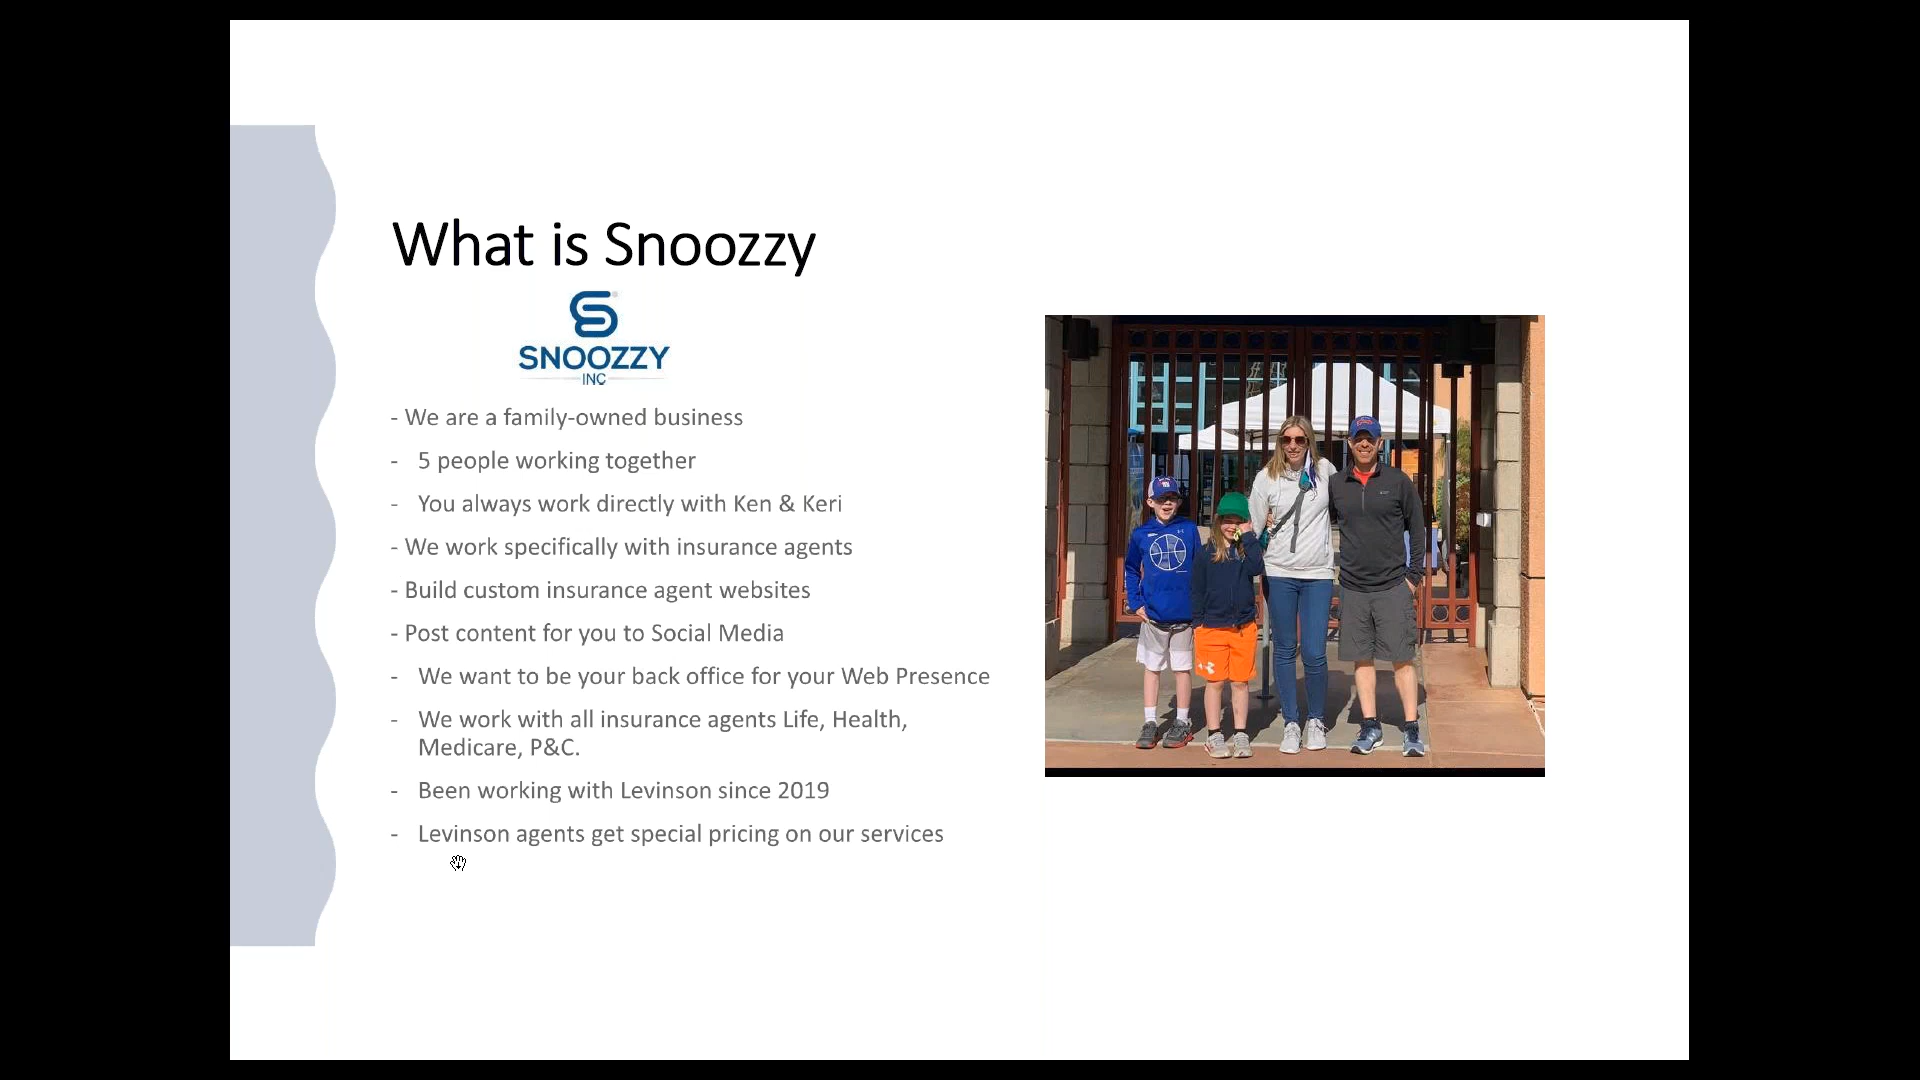 What is Snoozzy
SNOOZZY
INC
- We are a family-owned business
- 5 people working together
- You always work directly with Ken & Keri
- We work specifically with insurance agents
- Build custom insurance agent websites
- Post content for you to Social Media
- We want to be your back office for your Web Presence
- We work with all insurance agents Life, Health,
Medicare, P&C.
- Been working with Levinson since 2019
- Levinson agents get special pricing on our services